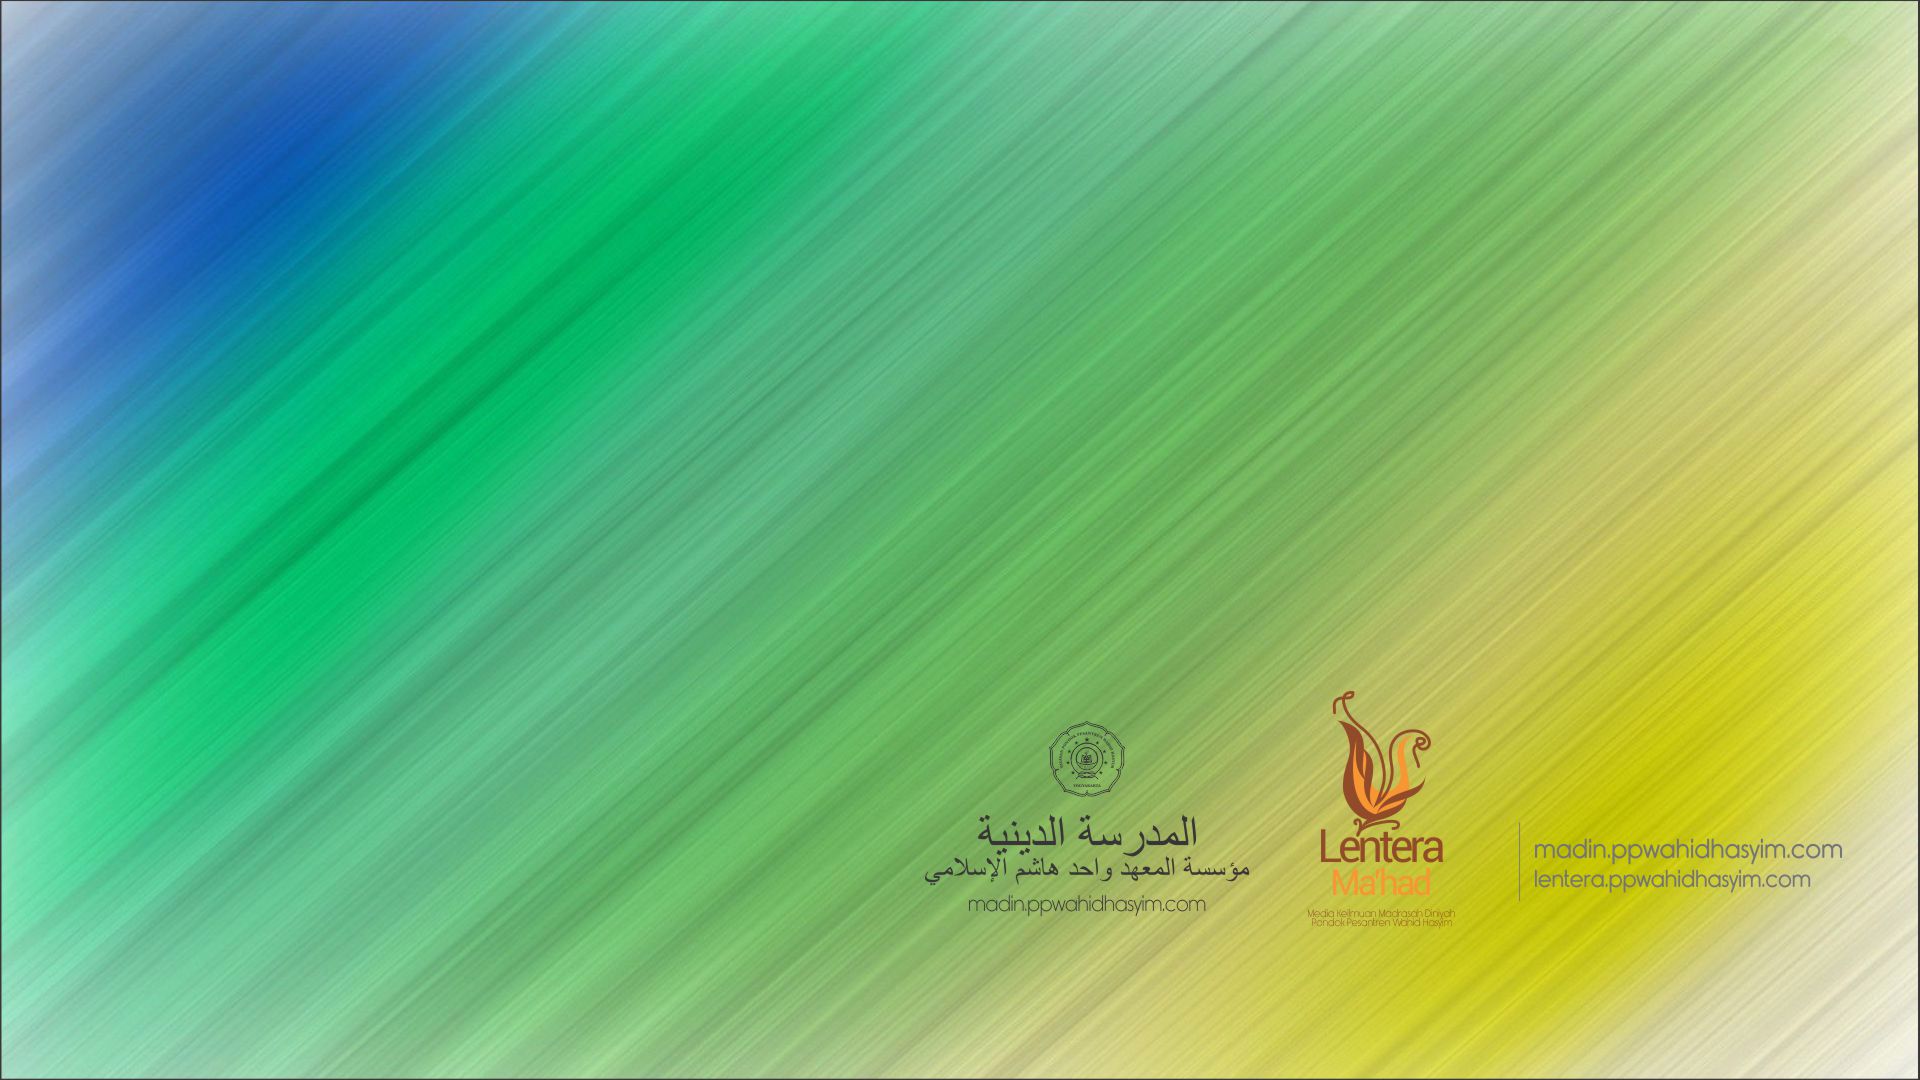 المدرسة الدينية
مؤسسة المعهد واحد هاشم الإسلامي
madin.ppwahidhasyim.com
Lentera
Ma'had
Media Keilmuan Madrasah Diniyah
Pondok Pesantren Wahid Hasyim
madin.ppwahidhasyim.com
lentera.ppwahidhasyim.com
YOGYAKARTA